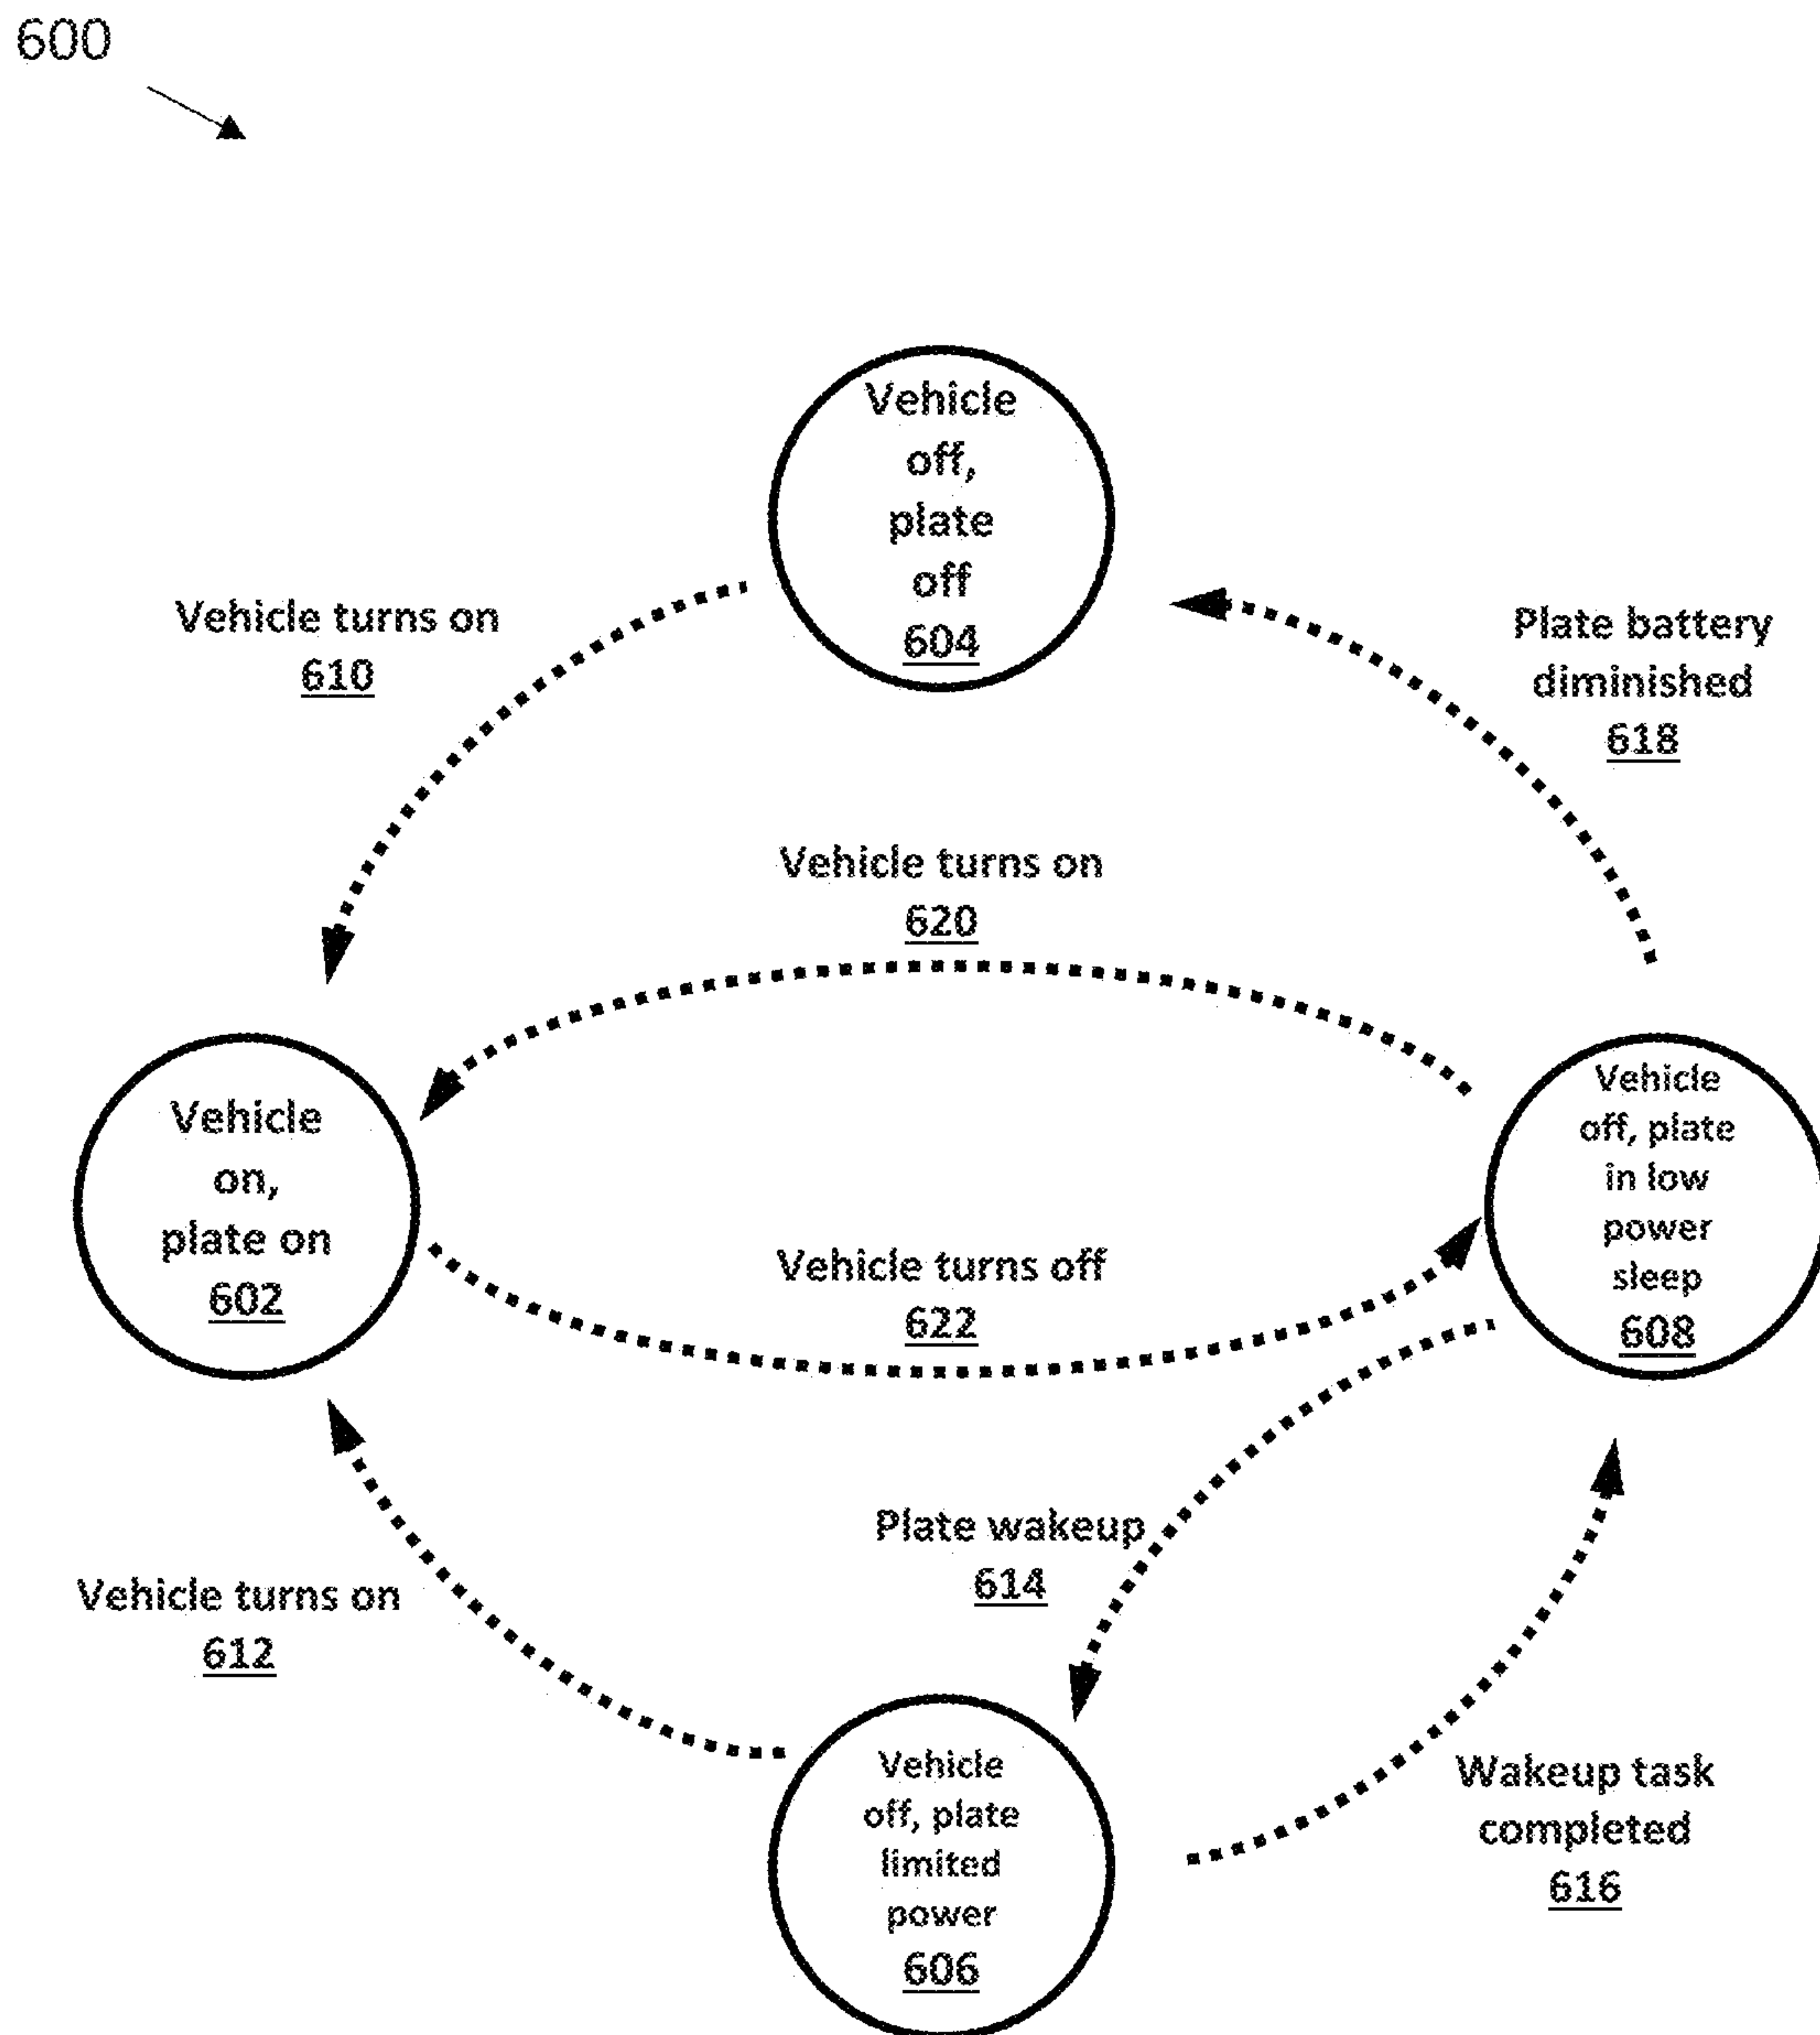 600
Vehicle
off,
plate
off
604
Vehicle turns on
610
Plate battery
diminished
618
Vehicle turns on
620
Vehicle
on,
plate on
602
Vehicle
off, plate
in low
power
sleep
608
Vehicle turns off
622
Plate wakeup
614
Vehicle turns on
612
Vehicle
off, plate
limited
power
606
Wakeup task
completed
616